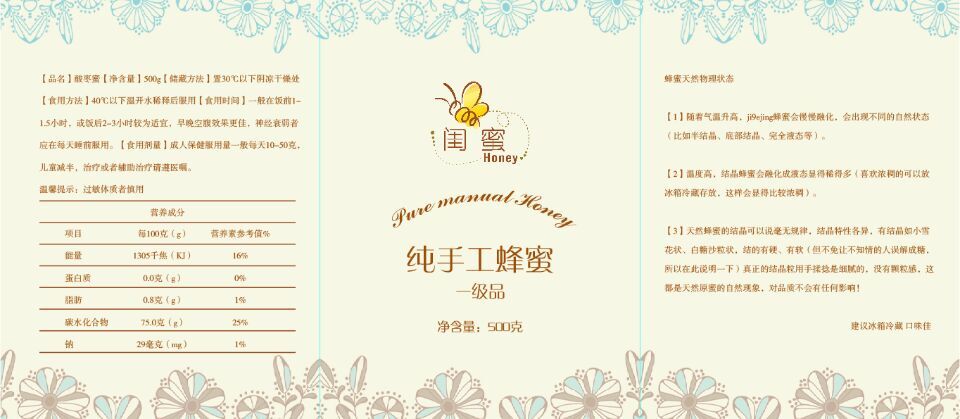 【品名】酸枣蜜【净含量】500g【储藏方法】置30℃以下阴凉干燥处
【食用方法】40℃以下温开水稀释后服用【食用时间】一般在饭前1-
1.5小时，或饭后2-3小时较为适宜，早晚空腹效果更佳，神经衰弱者
应在每天睡前服用。【食用剂量】成人保健服用量一般每天10-50克，
儿童减半，治疗或者辅助治疗请遵医嘱。
温馨提示：过敏体质者慎用
营养成分
项目 每100克（g） 营养素参考值%
能量 1305千焦（KJ） 16%
蛋白质 0.0克（g） 0%
脂肪 0.8克（g） 1%
碳水化合物 75.0克（g） 25%
钠 29毫克（mg） 1%
闺蜜
Honey
Pure manual Honey
纯手工蜂蜜
一级品
净含量：500克
蜂蜜天然物理状态
【1】随着气温升高，ji9ejing蜂蜜会慢慢融化，会出现不同的自然状态
（比如半结晶、底部结晶、完全液态等）。
【2】温度高，结晶蜂蜜会融化成液态显得稀得多（喜欢浓稠的可以放
冰箱冷藏存放，这样会显得比较浓稠）。
【3】天然蜂蜜的结晶可以说毫无规律，结晶特性各异，有结晶如小雪
花状、白糖沙粒状，结的有硬、有软（但不免让不知情的人误解成糖，
所以在此说明一下）真正的结晶粒用手揉捻是细腻的，没有颗粒感，这
都是天然原蜜的自然现象，对品质不会有任何影响！
建议冰箱冷藏 口味佳